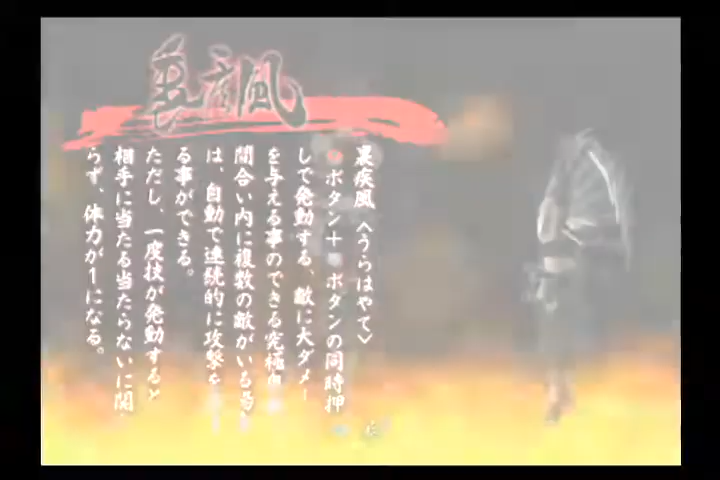 裏疾風
裏疾風〈うらはやて〉
ボタン＋ ボタンの同時押
して発動する、敵に大ダメー
を与える事のできる究極
間合い内に複数の敵がいる場
は、自動で連続的に攻撃を
る事ができる。
ただし、一度技が発動すると
相手に当たる当たらないに関
らず、体力が1になる。